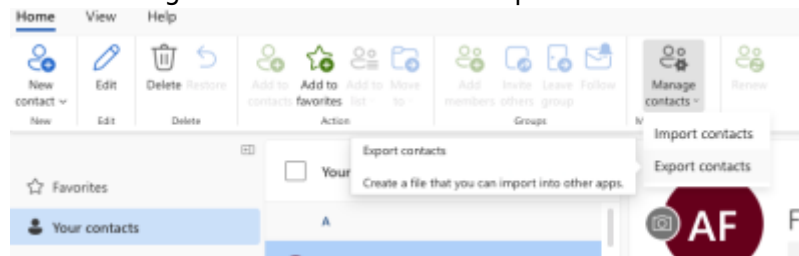 Home View Help
New contact
Edit
Delete
Restore
Add to contacts
Add to favorites
Add to list
Move to
Add members
Invite others
Leave group
Follow
Manage contacts
Renew
New
Edit
Delete
Action
Groups
M
Import contacts
Export contacts
Export contacts
Create a file that you can import into other apps.
Favorites
Your contacts
Your
A
AF
F